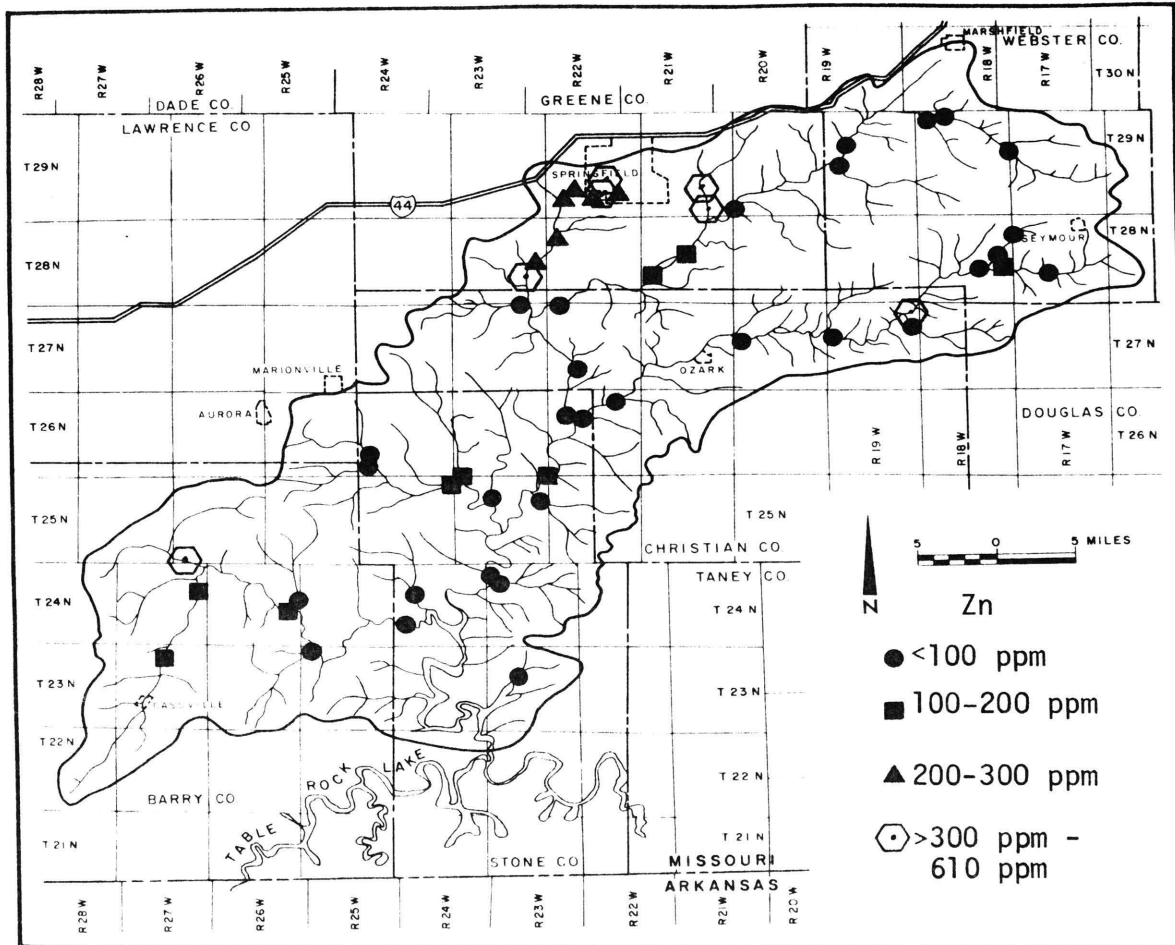 MARSHFIELD
WEBSTER CO.
R28W
R27W
R26W
R25W
R24W
R23W
R22W
R21W
R20W
R19W
R18W
R17W
T30N
DADE CO.
GREENE CO.
LAWRENCE CO
T29N
T29N
SPRINGFIELD
44
T28N
T28N
SEYMOUR
T27N
T27N
MARIONVILLE
OZARK
AURORA
DOUGLAS CO.
T26N
R19W
R18W
R17W
T26N
T25N
T25N
CHRISTIAN CO.
TANEY CO.
5 0 5 MILES
T24N
T24N
N
Zn
<100 ppm
T23N
T23N
100-200 ppm
T22N
TABLE ROCK LAKE
T22N
200-300 ppm
BARRY CO
T21N
T21N
>300 ppm -
610 ppm
STONE CO
MISSOURI
ARKANSAS
R28W
R27W
R26W
R25W
R24W
R23W
R22W
R21W
R20W